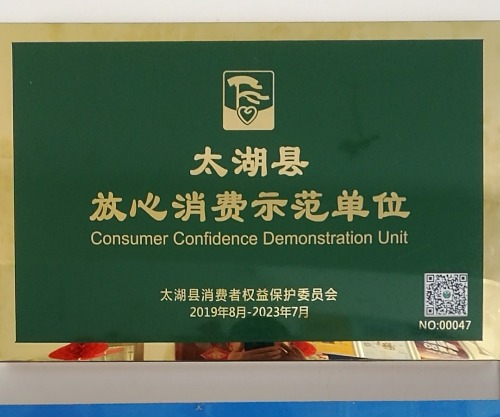 太湖县
放心消费示范单位
Consumer Confidence Demonstration Unit
太湖县消费者权益保护委员会
2019年8月-2023年7月
NO:00047